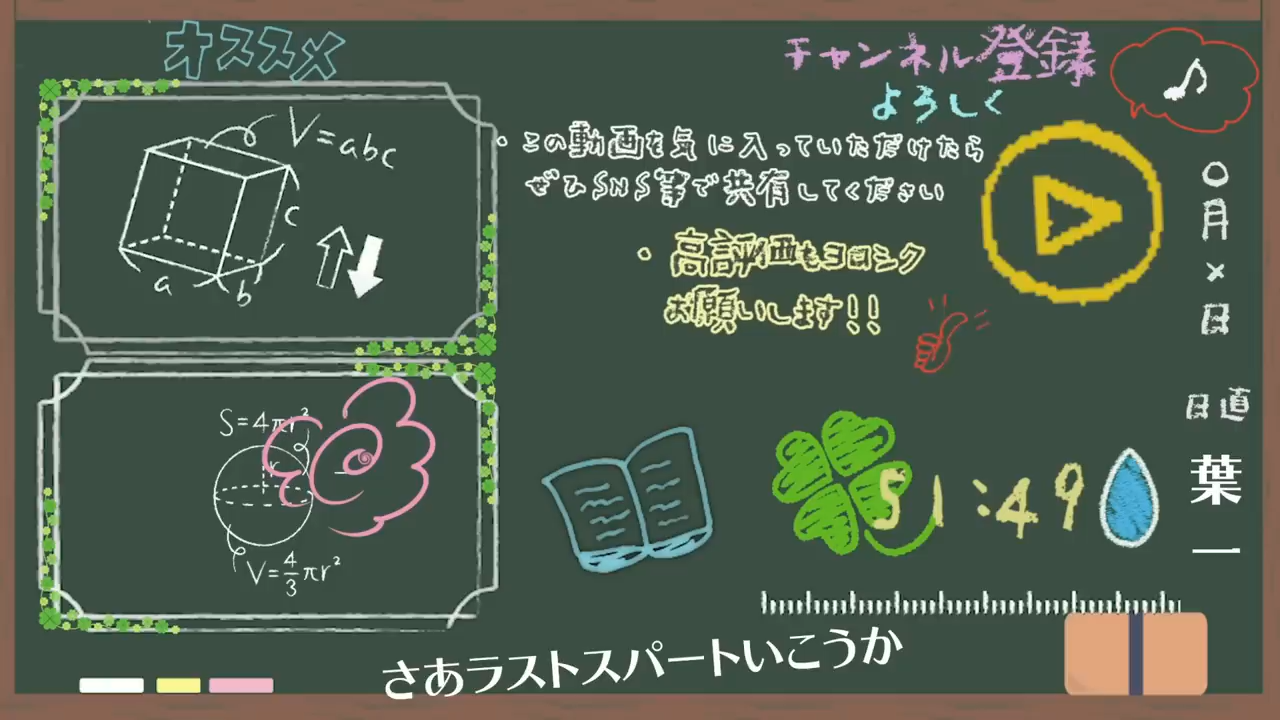 オススメ
V=abc
c
a
b
S=4πr²
r
V=4/3πr²
チャンネル登録
よろしく
・この動画を気に入っていただけたら
ぜひSNS等で共有してください
・高評価もヨロシク
お願いします!!
♪
○月×日
日直
葉一
51:49
さあラストスパートいこうか